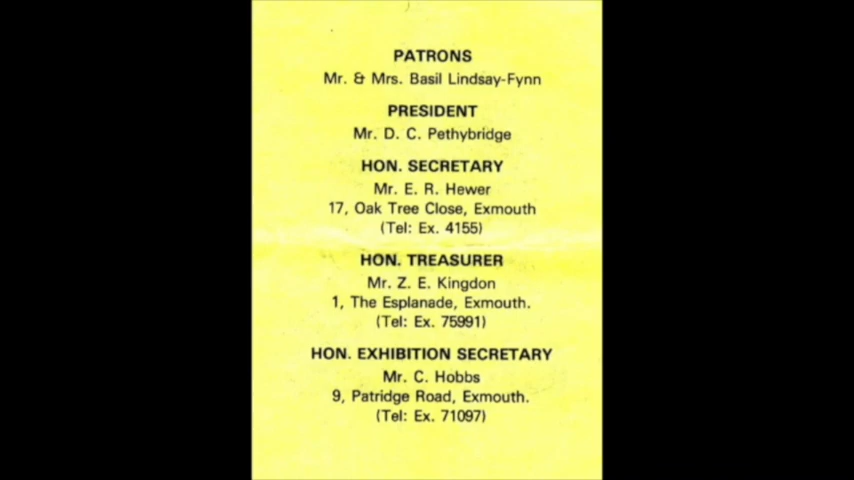 PATRONS
Mr. & Mrs. Basil Lindsay-Fynn
PRESIDENT
Mr. D. C. Pethybridge
HON. SECRETARY
Mr. E. R. Hewer
17, Oak Tree Close, Exmouth
(Tel: Ex. 4155)
HON. TREASURER
Mr. Z. E. Kingdon
1, The Esplanade, Exmouth.
(Tel: Ex. 75991)
HON. EXHIBITION SECRETARY
Mr. C. Hobbs
9, Patridge Road, Exmouth.
(Tel: Ex. 71097)